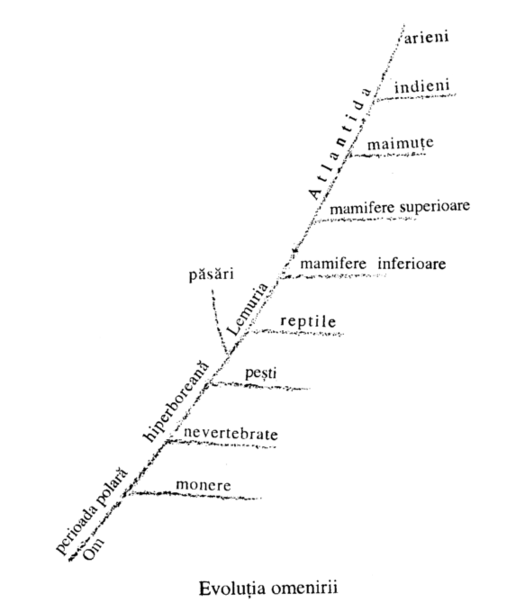 arieni
indieni
Atlantida
maimuțe
mamifere superioare
mamifere inferioare
păsări
Lemuria
reptile
pești
hiperboreană
nevertebrate
monere
perioada polară
Om
Evoluția omenirii